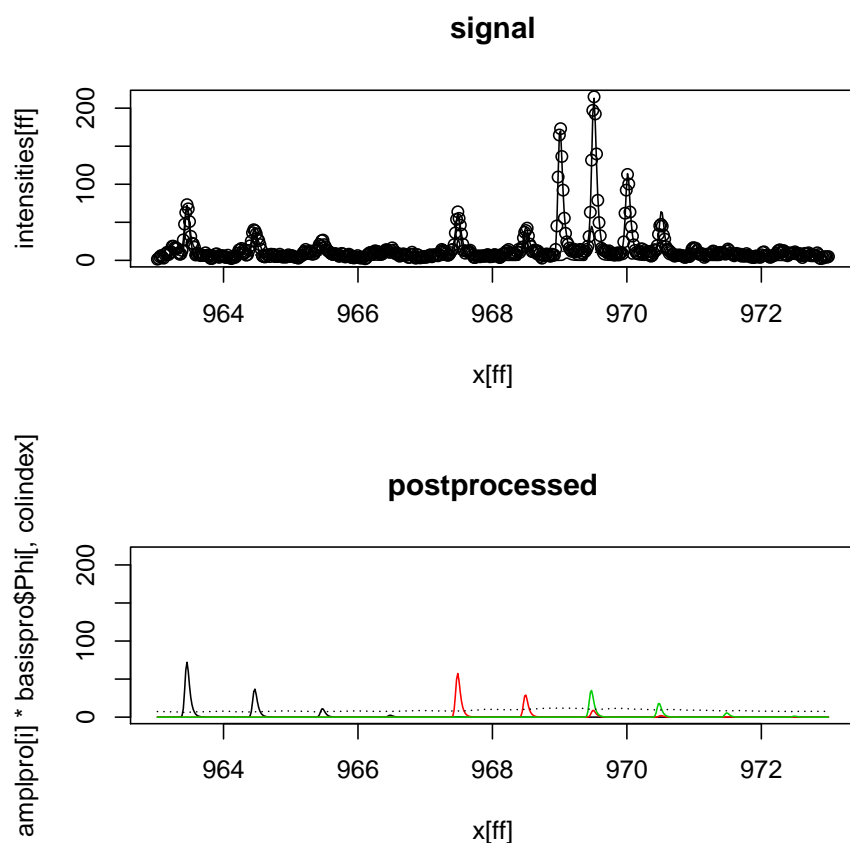 signal
intensities[ff]
0
100
200
964
966
968
970
972
x[ff]
postprocessed
amplpro[i] * basispro$Phi[, colindex]
0
100
200
964
966
968
970
972
x[ff]